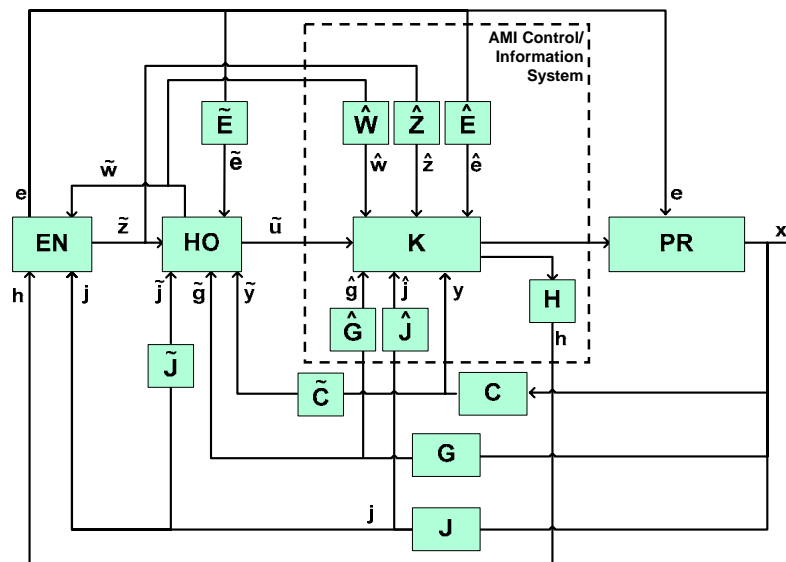 AMI Control/
Information
System
Ẽ
Ŵ
Ẑ
Ê
w̃
ẽ
ŵ
ẑ
ê
e
e
EN
z̃
HO
ũ
K
PR
x
h
j
j̃
g̃
ỹ
ĝ
ĵ
y
H
h
Ĝ
Ĵ
J̃
C̃
C
G
j
J